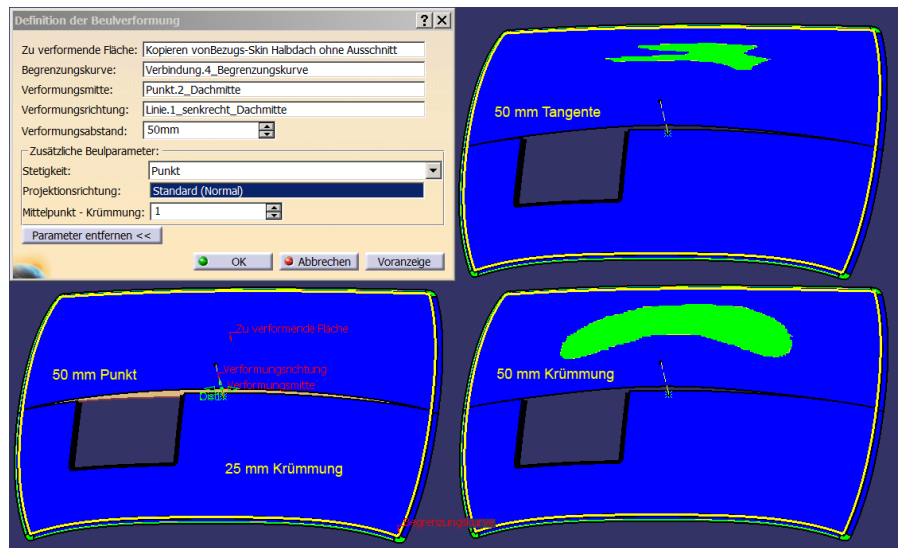 Definition der Beulverformung
Zu verformende Fläche: Kopieren vonBezugs-Skin Halbdach ohne Ausschnitt
Begrenzungskurve: Verbindung.4_Begrenzungskurve
Verformungsmitte: Punkt.2_Dachmitte
Verformungsrichtung: Linie.1_senkrecht_Dachmitte
Verformungsabstand: 50mm
Zusätzliche Beulparameter:
Stetigkeit: Punkt
Projektionsrichtung: Standard (Normal)
Mittelpunkt - Krümmung: 1
Parameter entfernen <<
OK Abbrechen Voranzeige
50 mm Tangente
Zu verformende Fläche
50 mm Punkt
Verformungsrichtung
Verformungsmitte
25 mm Krümmung
Begrenzungskurve
50 mm Krümmung